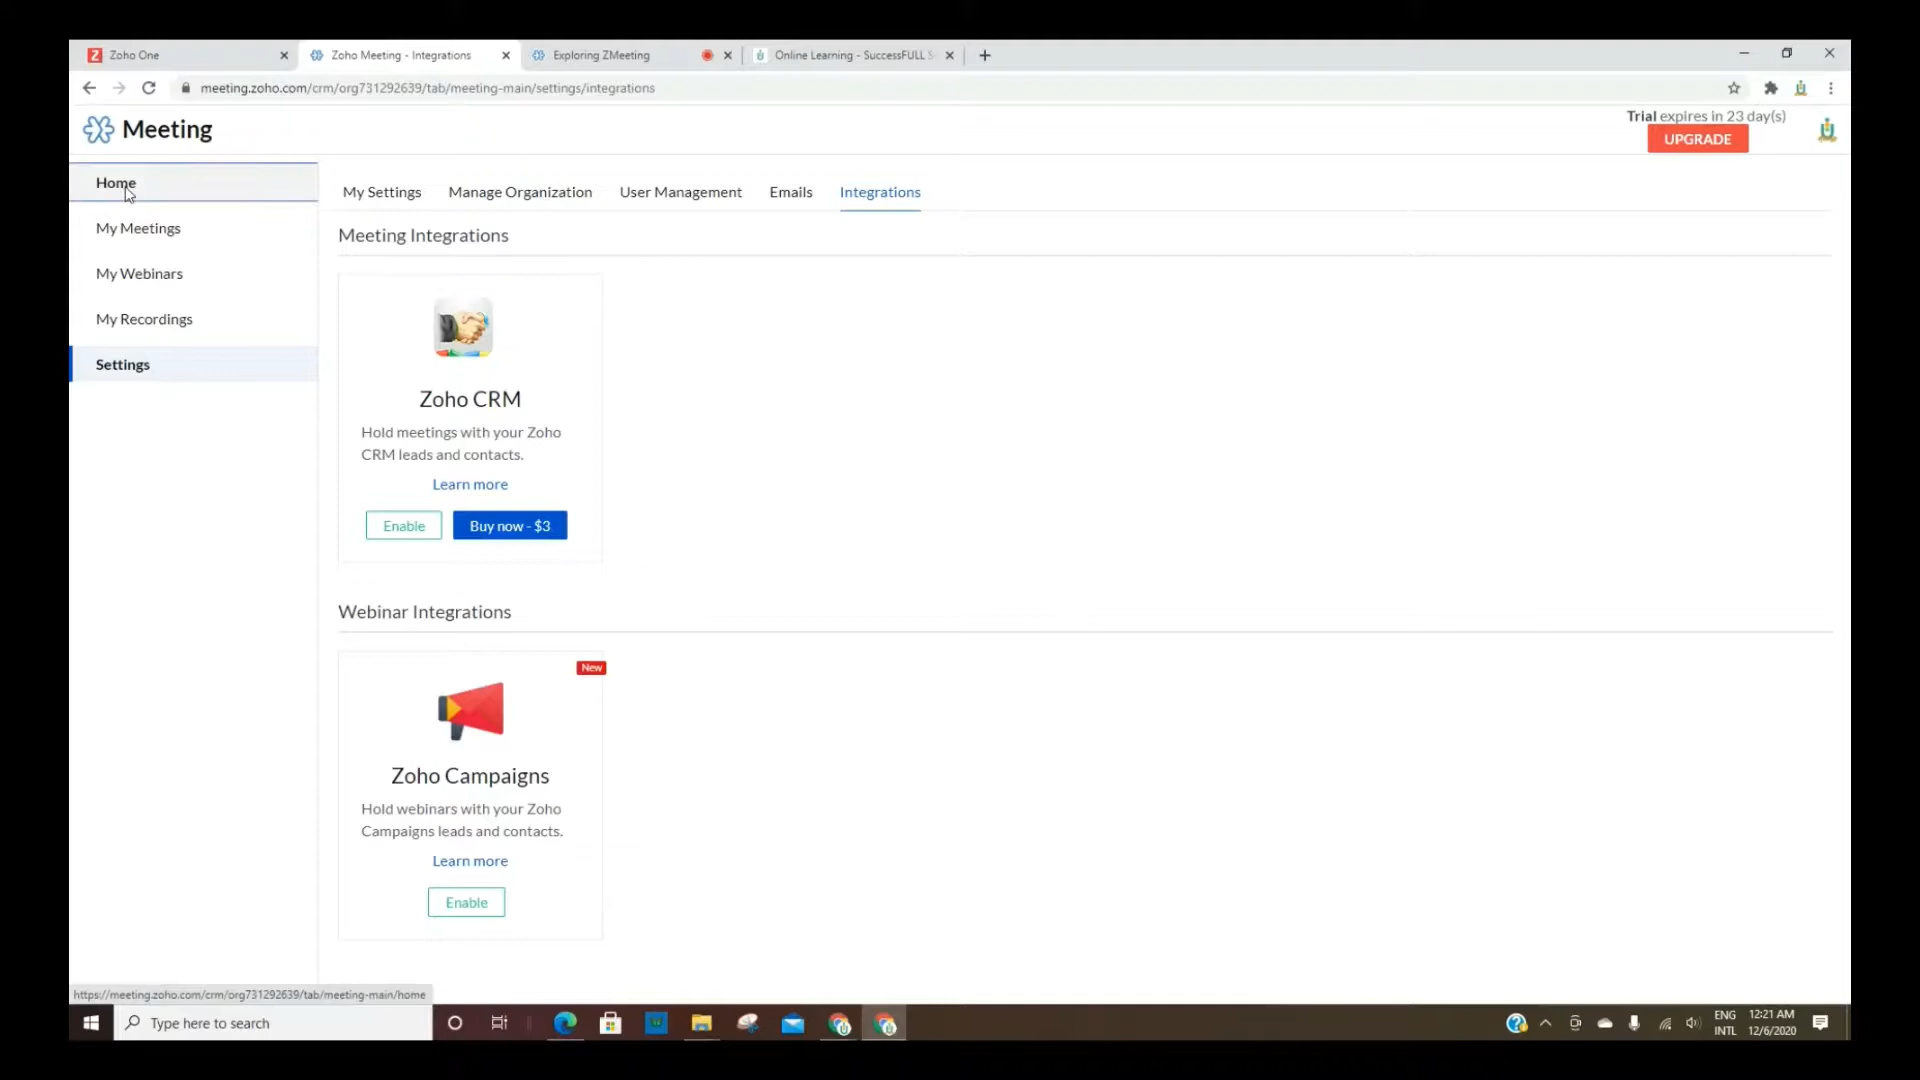 Zoho One
Zoho Meeting - Integrations
Exploring ZMeeting
Online Learning - SuccessFULL S
meeting.zoho.com/crm/org731292639/tab/meeting-main/settings/integrations
Meeting
Trial expires in 23 day(s)
UPGRADE
Home
My Meetings
My Webinars
My Recordings
Settings
My Settings
Manage Organization
User Management
Emails
Integrations
Meeting Integrations
Zoho CRM
Hold meetings with your Zoho
CRM leads and contacts.
Learn more
Enable
Buy now - $3
Webinar Integrations
New
Zoho Campaigns
Hold webinars with your Zoho
Campaigns leads and contacts.
Learn more
Enable
https://meeting.zoho.com/crm/org731292639/tab/meeting-main/home
Type here to search
ENG
INTL
12:21 AM
12/6/2020